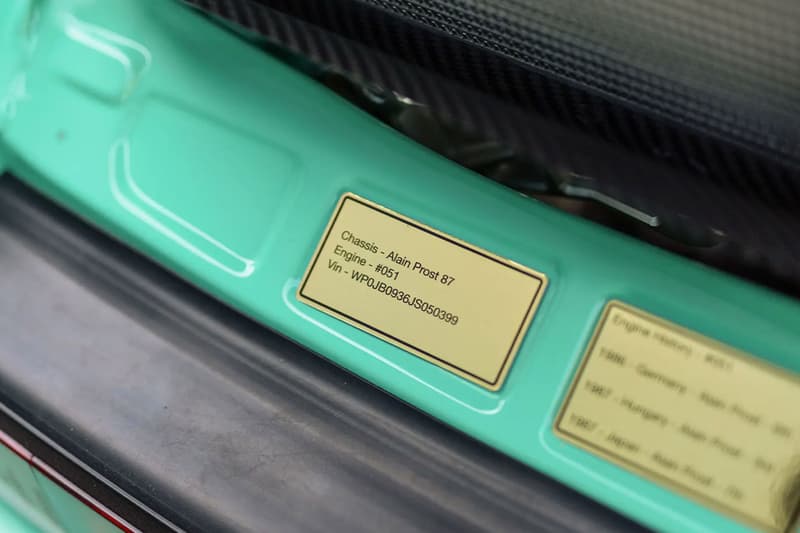 Chassis - Alain Prost 87
Engine - #051
Vin - WP0JB0936JS050399
Engine History - #051
1986 - Germany - Alain Prost -
1987 - Hungary - Alain Prost -
1987 - Japan - Alain Prost -